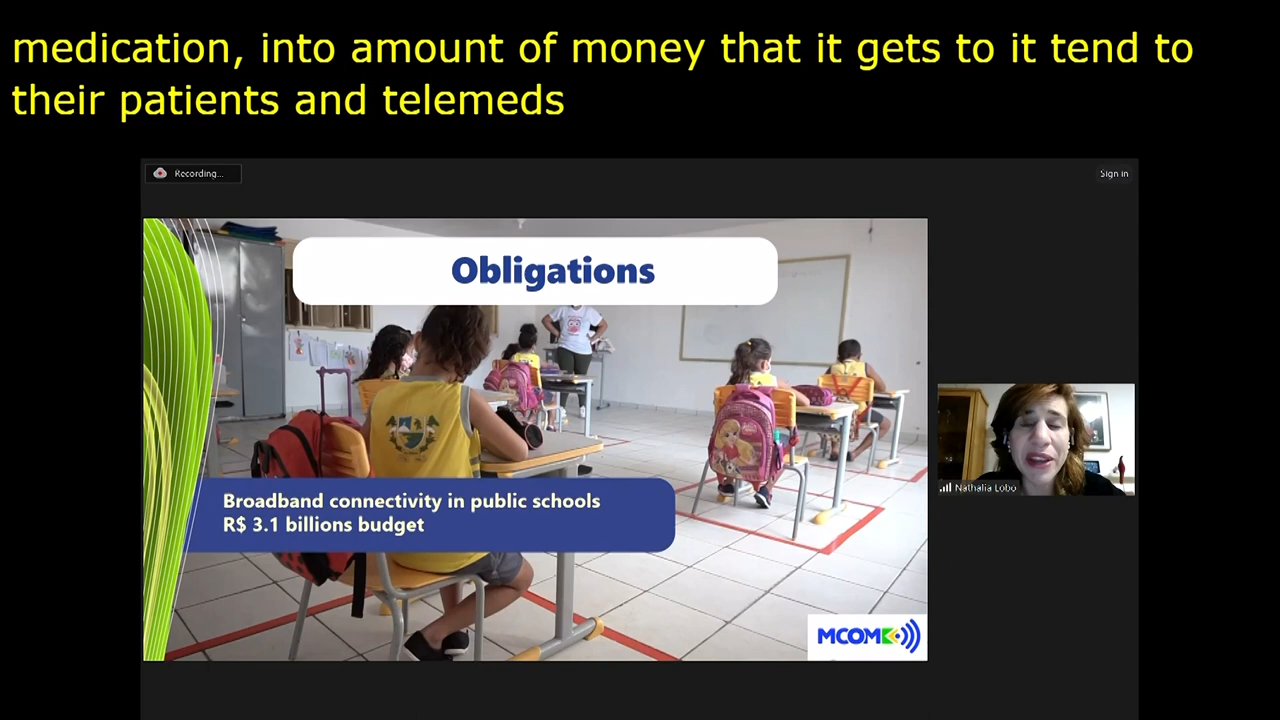 medication, into amount of money that it gets to it tend to
their patients and telemeds
Recording...
Sign in
Obligations
Broadband connectivity in public schools
R$ 3.1 billions budget
Nathalia Lobo
MCOM